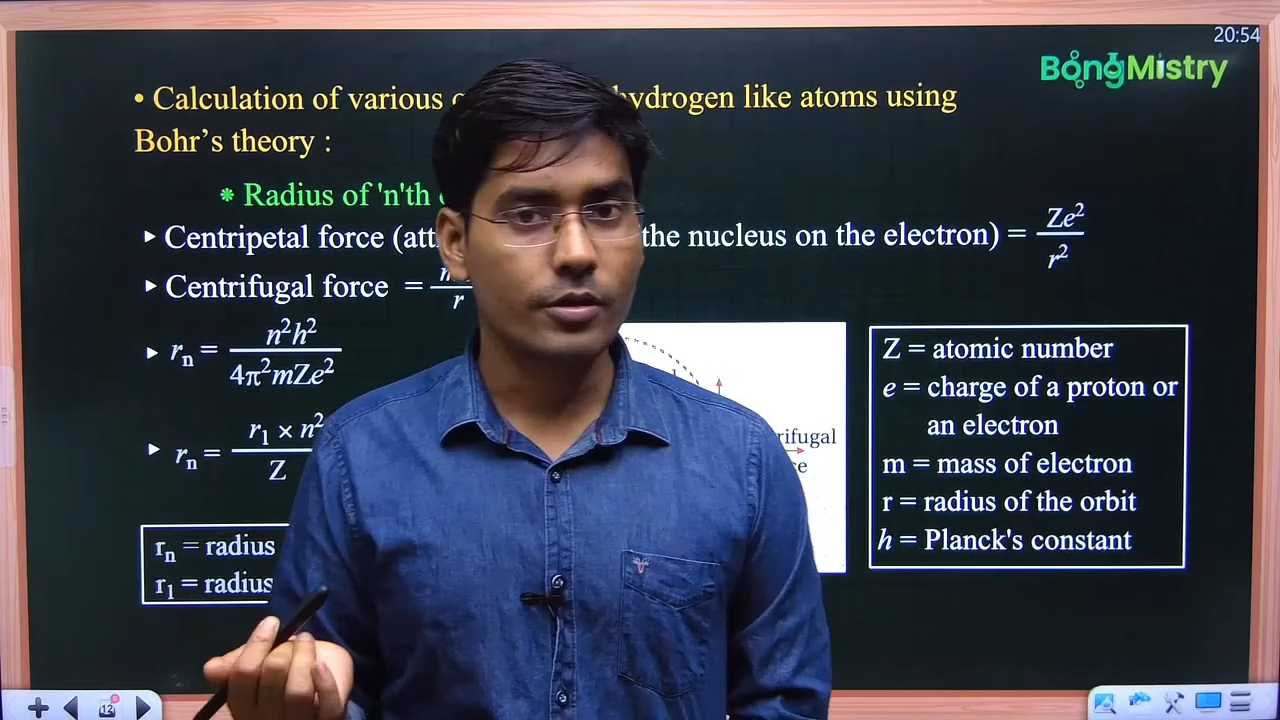 20:54
BongMistry
• Calculation of various hydrogen like atoms using
Bohr’s theory :
* Radius of 'n'th
▸ Centripetal force (att the nucleus on the electron) = Ze²/r²
▸ Centrifugal force = /r
▸ rₙ = n²h²/4π²mZe²
▸ rₙ = r₁ × n²/Z
rₙ = radius
r₁ = radius
Z = atomic number
e = charge of a proton or
an electron
m = mass of electron
r = radius of the orbit
h = Planck's constant
12